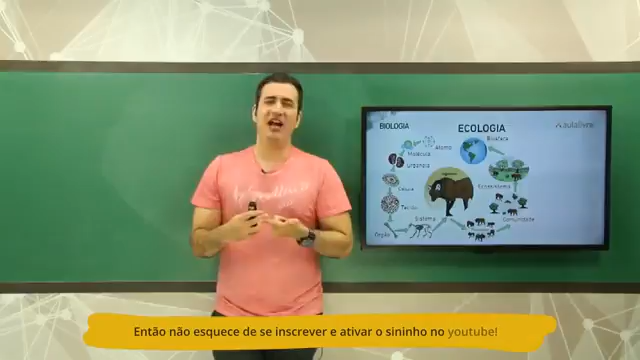 BIOLOGIA
ECOLOGIA
aulalivre
Biosfera
Átomo
Molécula
Organela
Célula
Ecossistema
Tecido
Sistema
Comunidade
Órgão
Então não esquece de se inscrever e ativar o sininho no youtube!